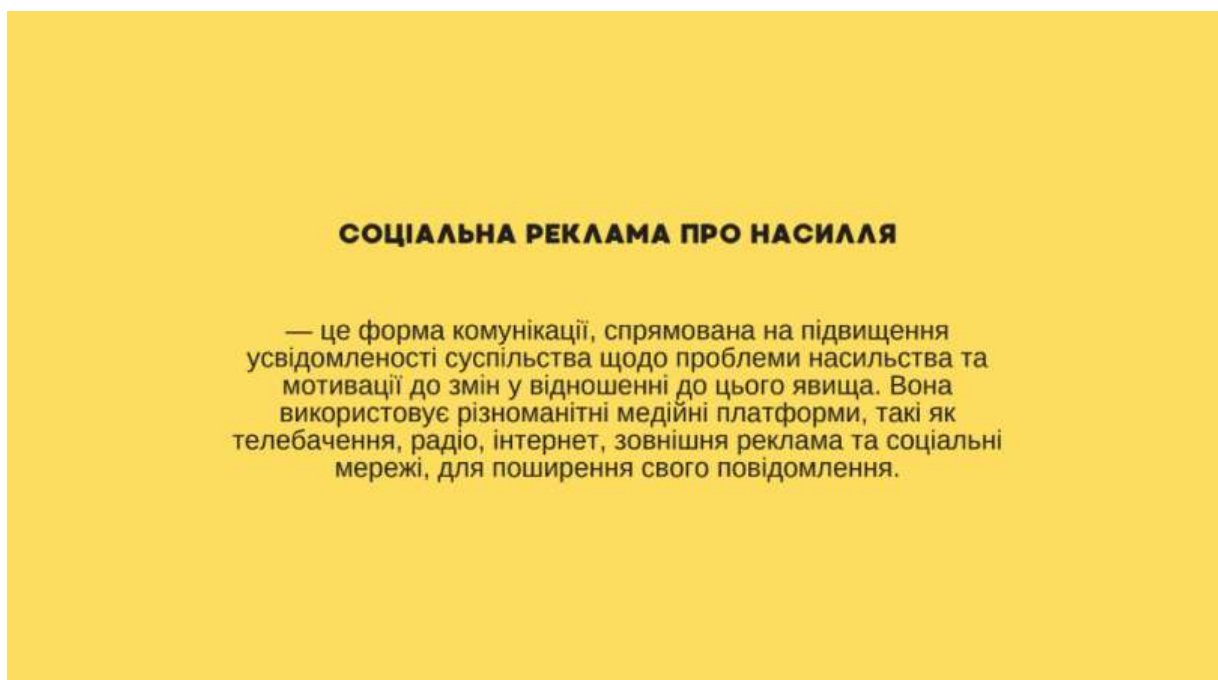 СОЦІАЛЬНА РЕКЛАМА ПРО НАСИЛЛЯ
— це форма комунікації, спрямована на підвищення
усвідомленості суспільства щодо проблеми насильства та
мотивації до змін у відношенні до цього явища. Вона
використовує різноманітні медійні платформи, такі як
телебачення, радіо, інтернет, зовнішня реклама та соціальні
мережі, для поширення свого повідомлення.